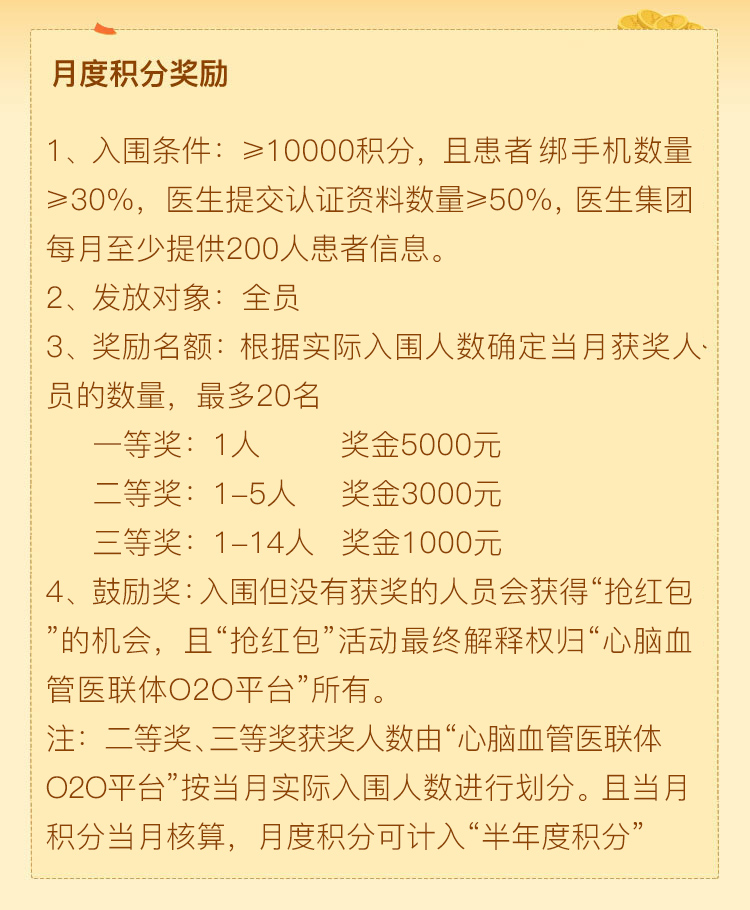 月度积分奖励
1、入围条件：≥10000积分，且患者绑手机数量
≥30%，医生提交认证资料数量≥50%，医生集团
每月至少提供200人患者信息。
2、发放对象：全员
3、奖励名额：根据实际入围人数确定当月获奖人
员的数量，最多20名
一等奖：1人 奖金5000元
二等奖：1-5人 奖金3000元
三等奖：1-14人 奖金1000元
4、鼓励奖：入围但没有获奖的人员会获得“抢红包
”的机会，且“抢红包”活动最终解释权归“心脑血
管医联体O2O平台”所有。
注：二等奖、三等奖获奖人数由“心脑血管医联体
O2O平台”按当月实际入围人数进行划分。且当月
积分当月核算，月度积分可计入“半年度积分”